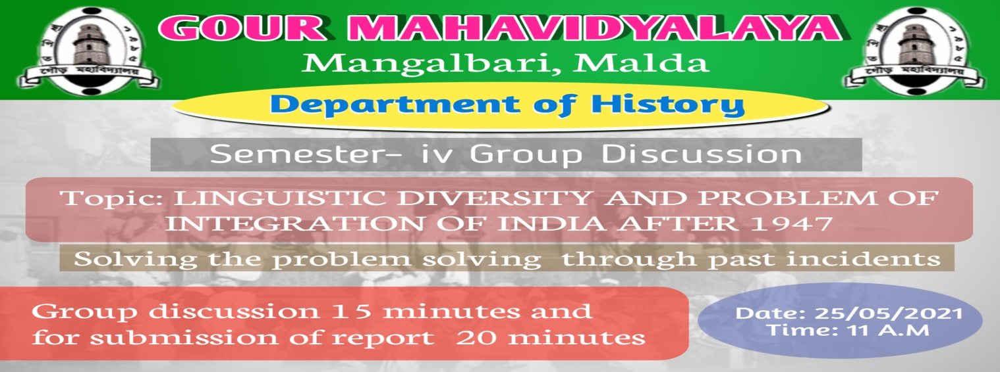 GOUR MAHAVIDYALAYA
Mangalbari, Malda
স্থাপিত ১৯৮৫
গৌড় মহাবিদ্যালয়
স্থাপিত ১৯৮৫
গৌড় মহাবিদ্যালয়
Department of History
Semester- iv Group Discussion
Topic: LINGUISTIC DIVERSITY AND PROBLEM OF
INTEGRATION OF INDIA AFTER 1947
Solving the problem solving through past incidents
Group discussion 15 minutes and
for submission of report 20 minutes
Date: 25/05/2021
Time: 11 A.M